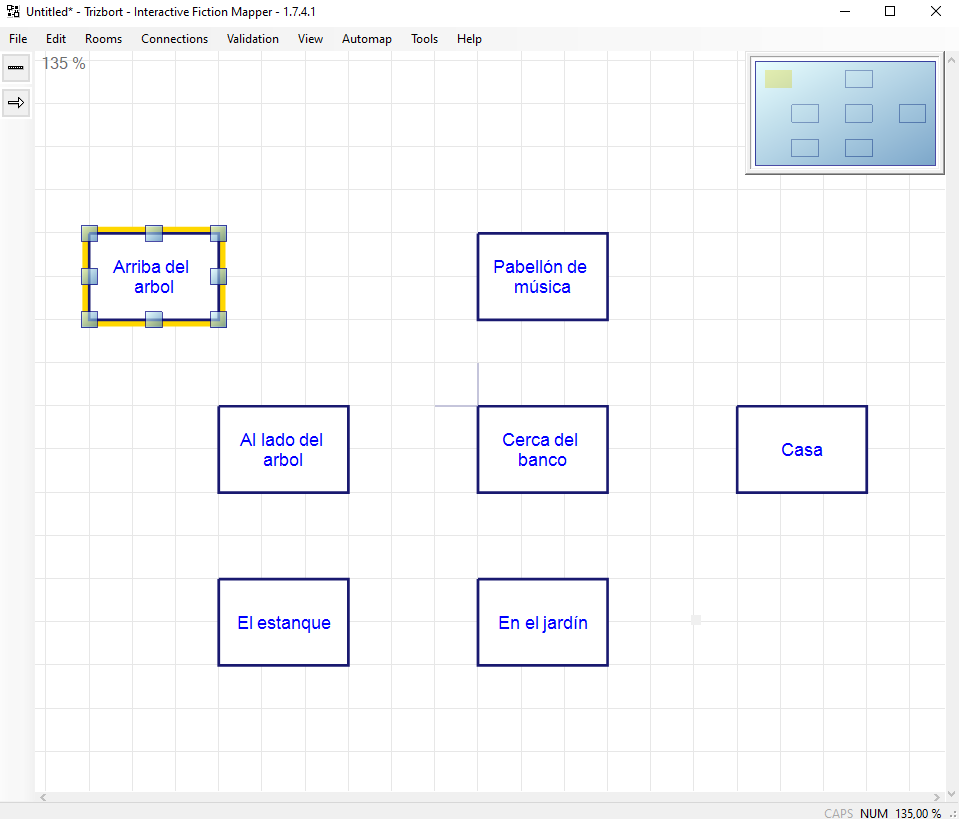 Untitled* - Trizbort - Interactive Fiction Mapper - 1.7.4.1
File Edit Rooms Connections Validation View Automap Tools Help
135 %
Arriba del
arbol
Pabellón de
música
Al lado del
arbol
Cerca del
banco
Casa
El estanque
En el jardín
CAPS NUM 135,00 %